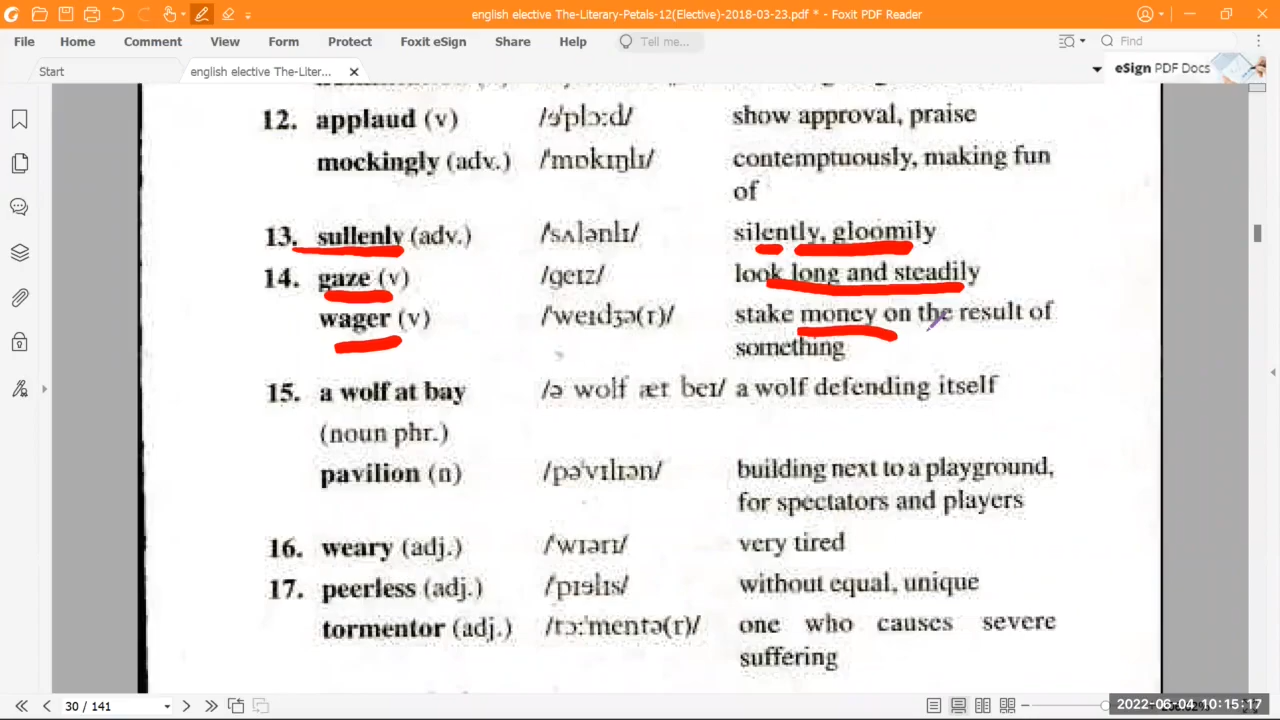 english elective The-Literary-Petals-12(Elective)-2018-03-23.pdf * - Foxit PDF Reader
File Home Comment View Form Protect Foxit eSign Share Help Tell me... Find
Start english elective The-Liter... eSign PDF Docs
12. applaud (v) /ə'plɔ:d/ show approval, praise
mockingly (adv.) /'mɒkɪŋlɪ/ contemptuously, making fun
of
13. sullenly (adv.) /sʌlənlɪ/ silently, gloomily
14. gaze (v) /geɪz/ look long and steadily
wager (v) /'weɪdʒə(r)/ stake money on the result of
something
15. a wolf at bay /ə wolf æt beɪ/ a wolf defending itself
(noun phr.)
pavilion (n) /pə'vɪlɪən/ building next to a playground,
for spectators and players
16. weary (adj.) /'wɪərɪ/ very tired
17. peerless (adj.) /'pɪəlɪs/ without equal, unique
tormentor (adj.) /tɔ:'mentə(r)/ one who causes severe
suffering
30 / 141
2022-06-04 10:15:17